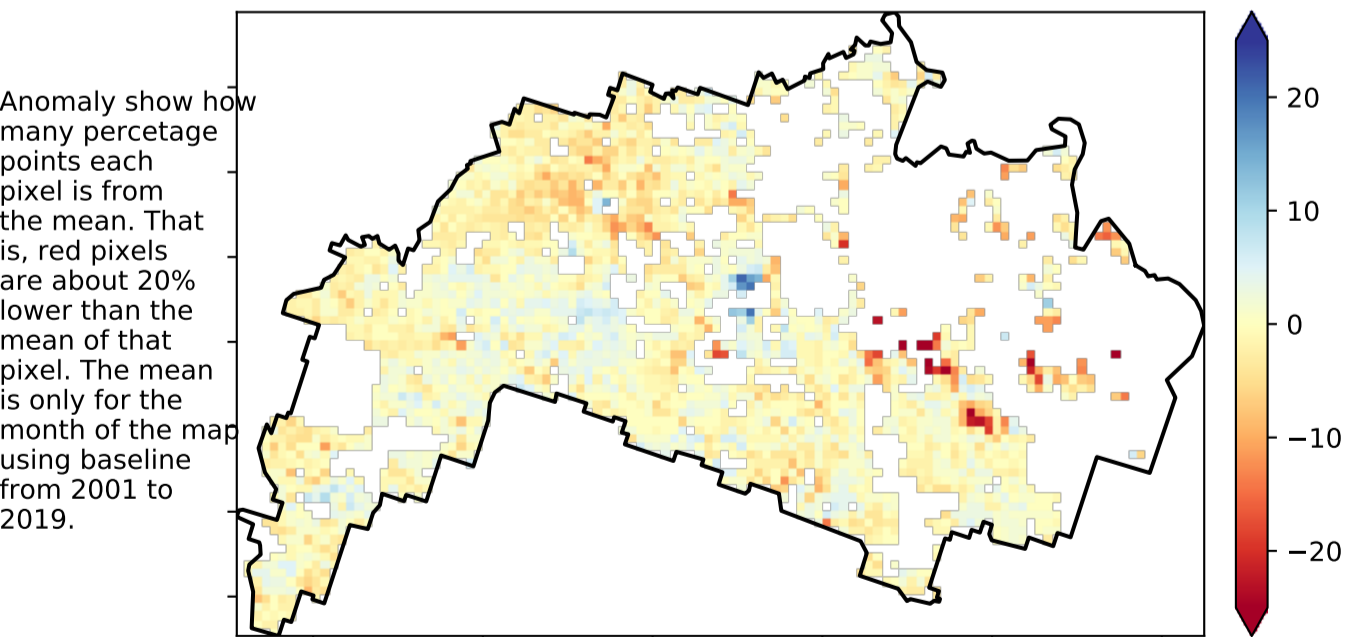 Anomaly show how
many percetage
points each
pixel is from
the mean. That
is, red pixels
are about 20%
lower than the
mean of that
pixel. The mean
is only for the
month of the map
using baseline
from 2001 to
2019.
20
10
0
−10
−20